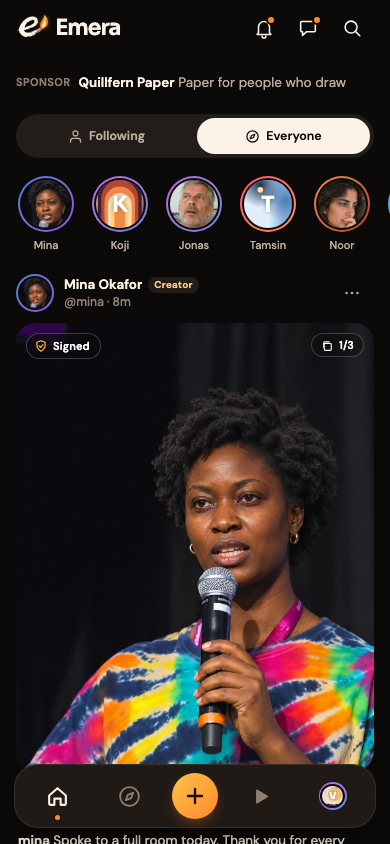 Emera
SPONSOR Quillfern Paper Paper for people who draw
Following
Everyone
K
T
Mina
Koji
Jonas
Tamsin
Noor
Mina Okafor Creator
@mina · 8m
Signed
1/3
V
mina Spoke to a full room today. Thank you for every